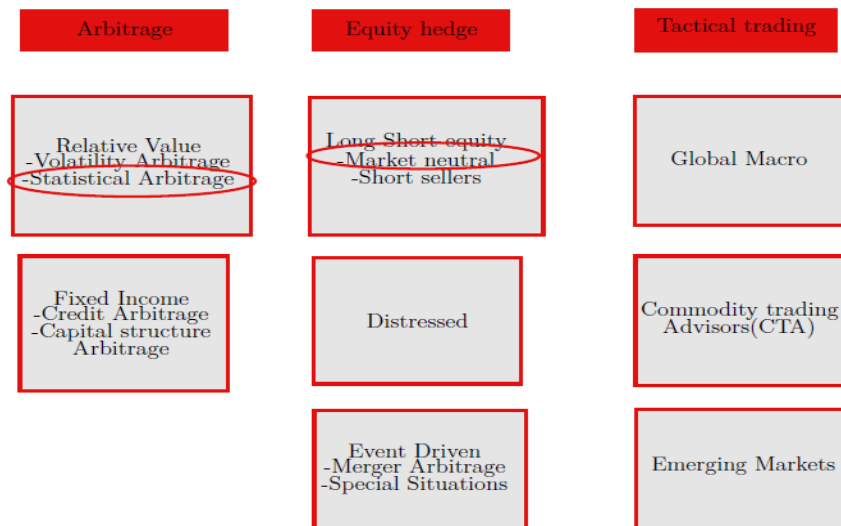 Arbitrage
Equity hedge
Tactical trading
Relative Value
-Volatility Arbitrage
-Statistical Arbitrage
Long Short equity
-Market neutral
-Short sellers
Global Macro
Fixed Income
-Credit Arbitrage
-Capital structure
Arbitrage
Distressed
Commodity trading
Advisors(CTA)
Event Driven
-Merger Arbitrage
-Special Situations
Emerging Markets